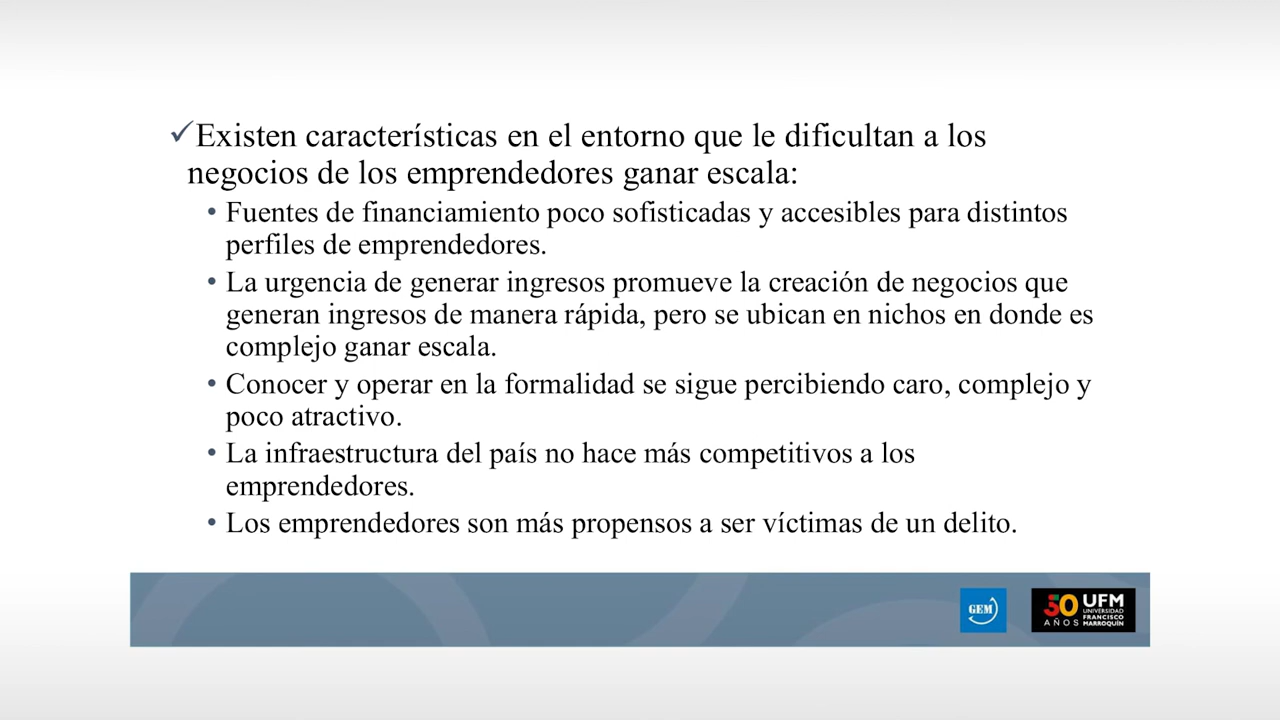 ✓Existen características en el entorno que le dificultan a los
negocios de los emprendedores ganar escala:
• Fuentes de financiamiento poco sofisticadas y accesibles para distintos
perfiles de emprendedores.
• La urgencia de generar ingresos promueve la creación de negocios que
generan ingresos de manera rápida, pero se ubican en nichos en donde es
complejo ganar escala.
• Conocer y operar en la formalidad se sigue percibiendo caro, complejo y
poco atractivo.
• La infraestructura del país no hace más competitivos a los
emprendedores.
• Los emprendedores son más propensos a ser víctimas de un delito.
GEM
50 AÑOS
UFM
UNIVERSIDAD
FRANCISCO
MARROQUÍN